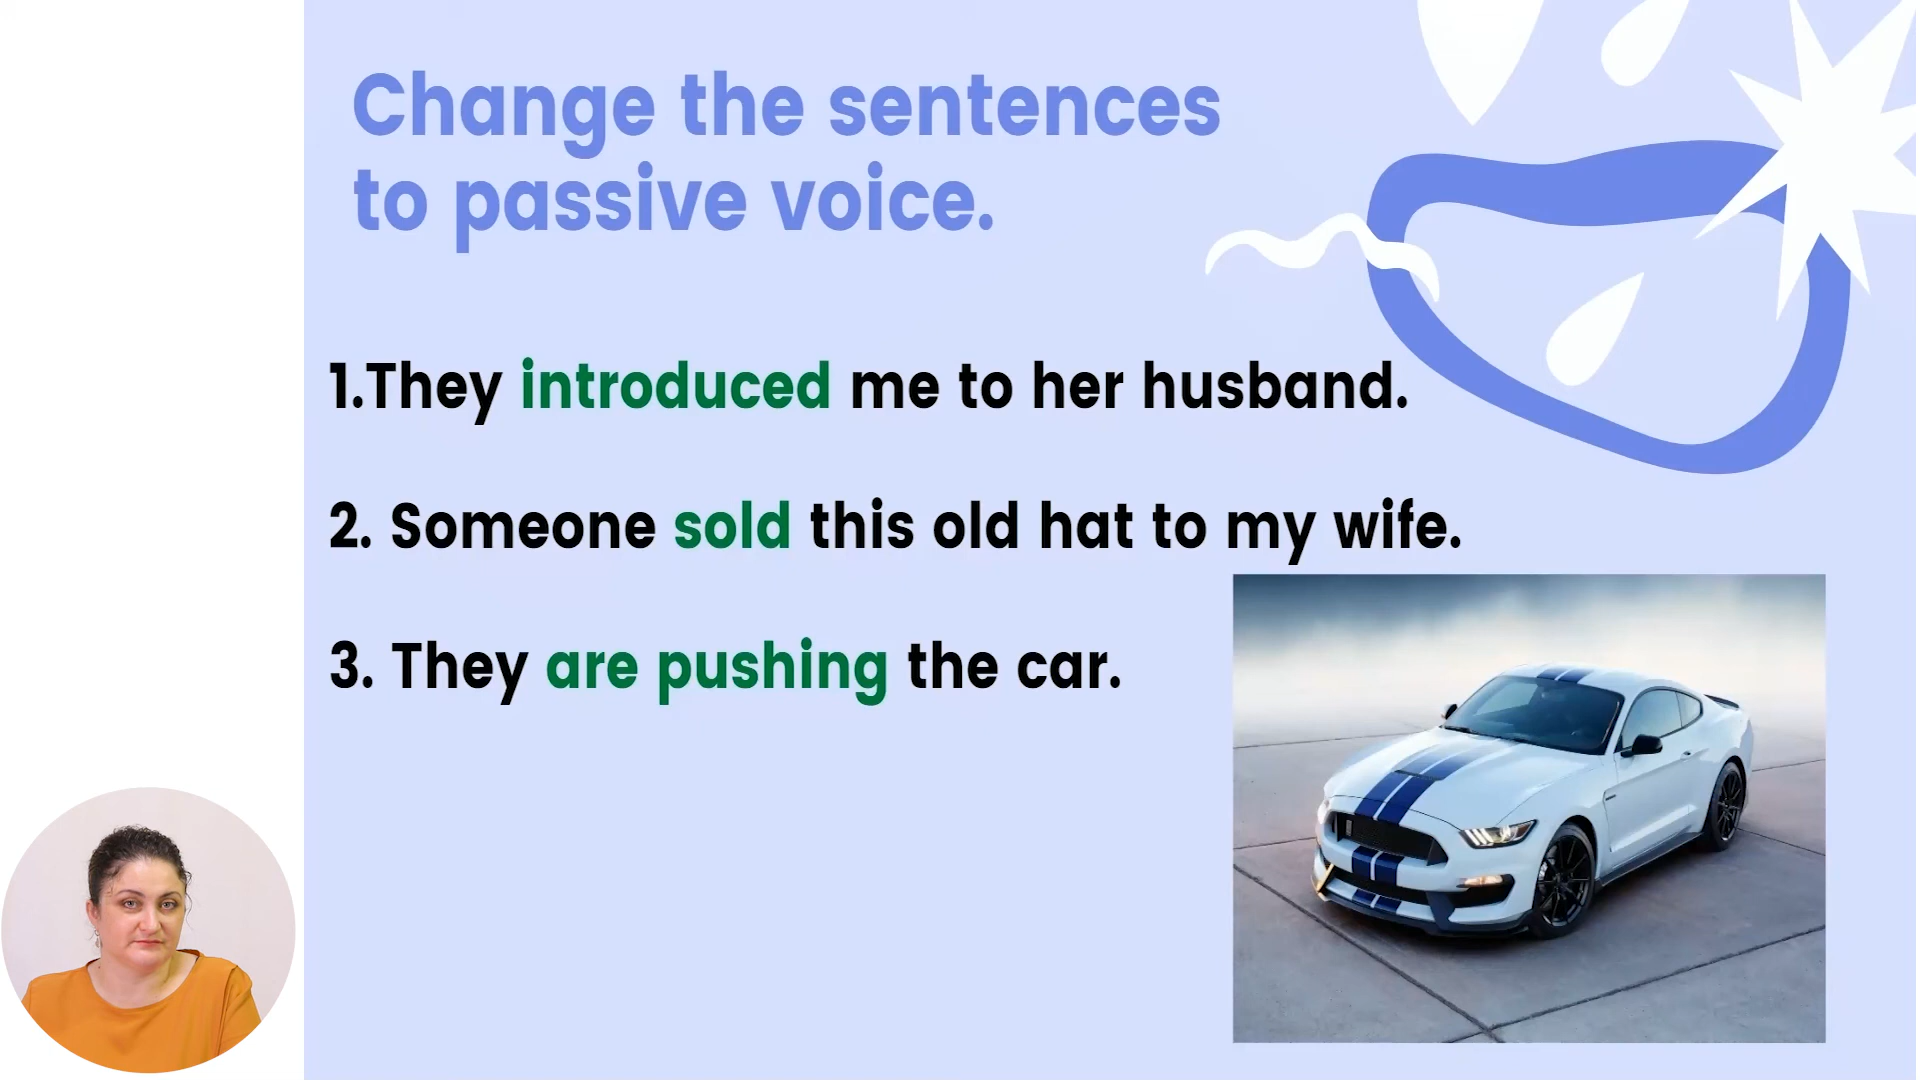 Change the sentences
to passive voice.
1.They introduced me to her husband.
2. Someone sold this old hat to my wife.
3. They are pushing the car.